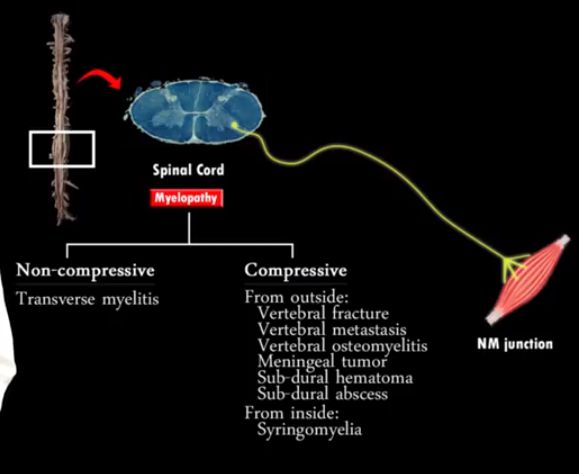 Spinal Cord
Myelopathy
Non-compressive
Transverse myelitis
Compressive
From outside:
Vertebral fracture
Vertebral metastasis
Vertebral osteomyelitis
Meningeal tumor
Sub-dural hematoma
Sub-dural abscess
From inside:
Syringomyelia
NM junction